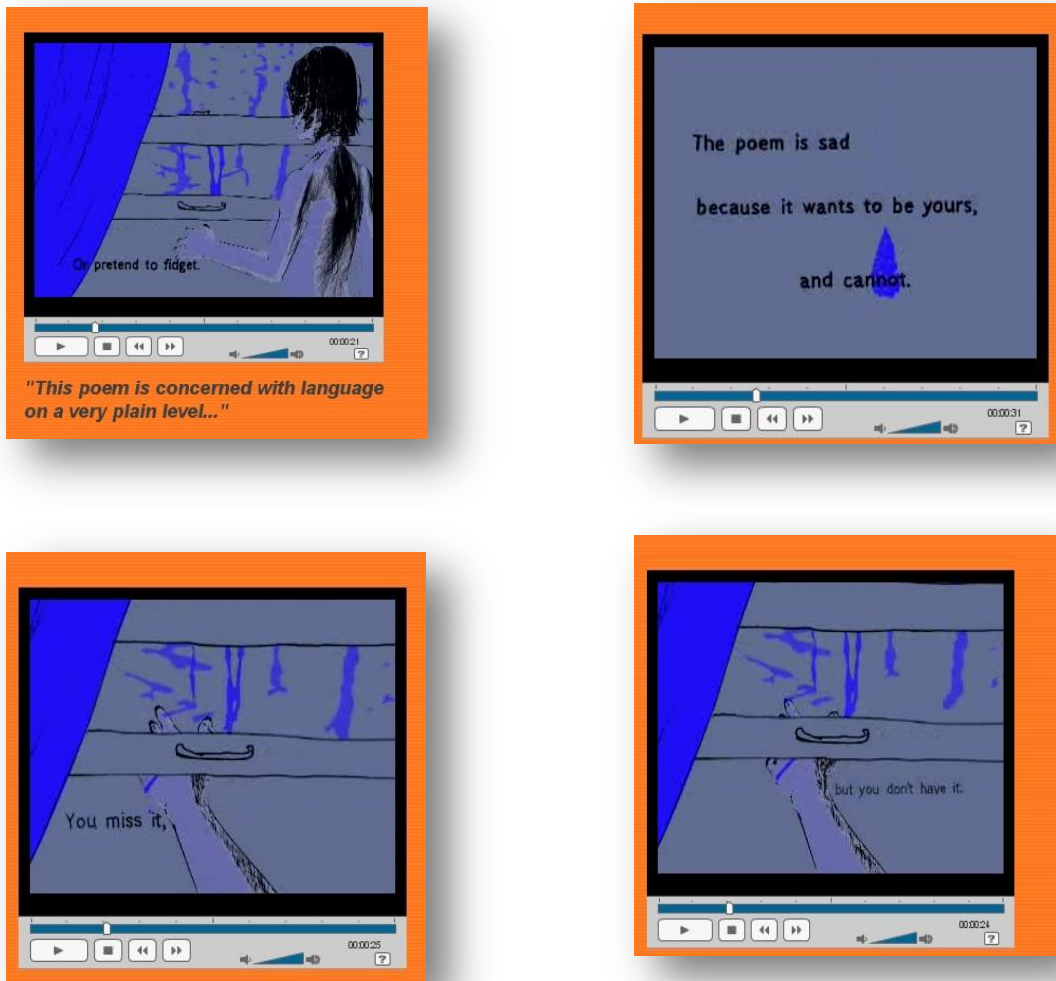 Or pretend to fidget.
00:00:21
?
"This poem is concerned with language
on a very plain level..."
The poem is sad
because it wants to be yours,
and cannot.
00:00:31
?
You miss it,
00:00:25
?
but you don't have it.
00:00:24
?